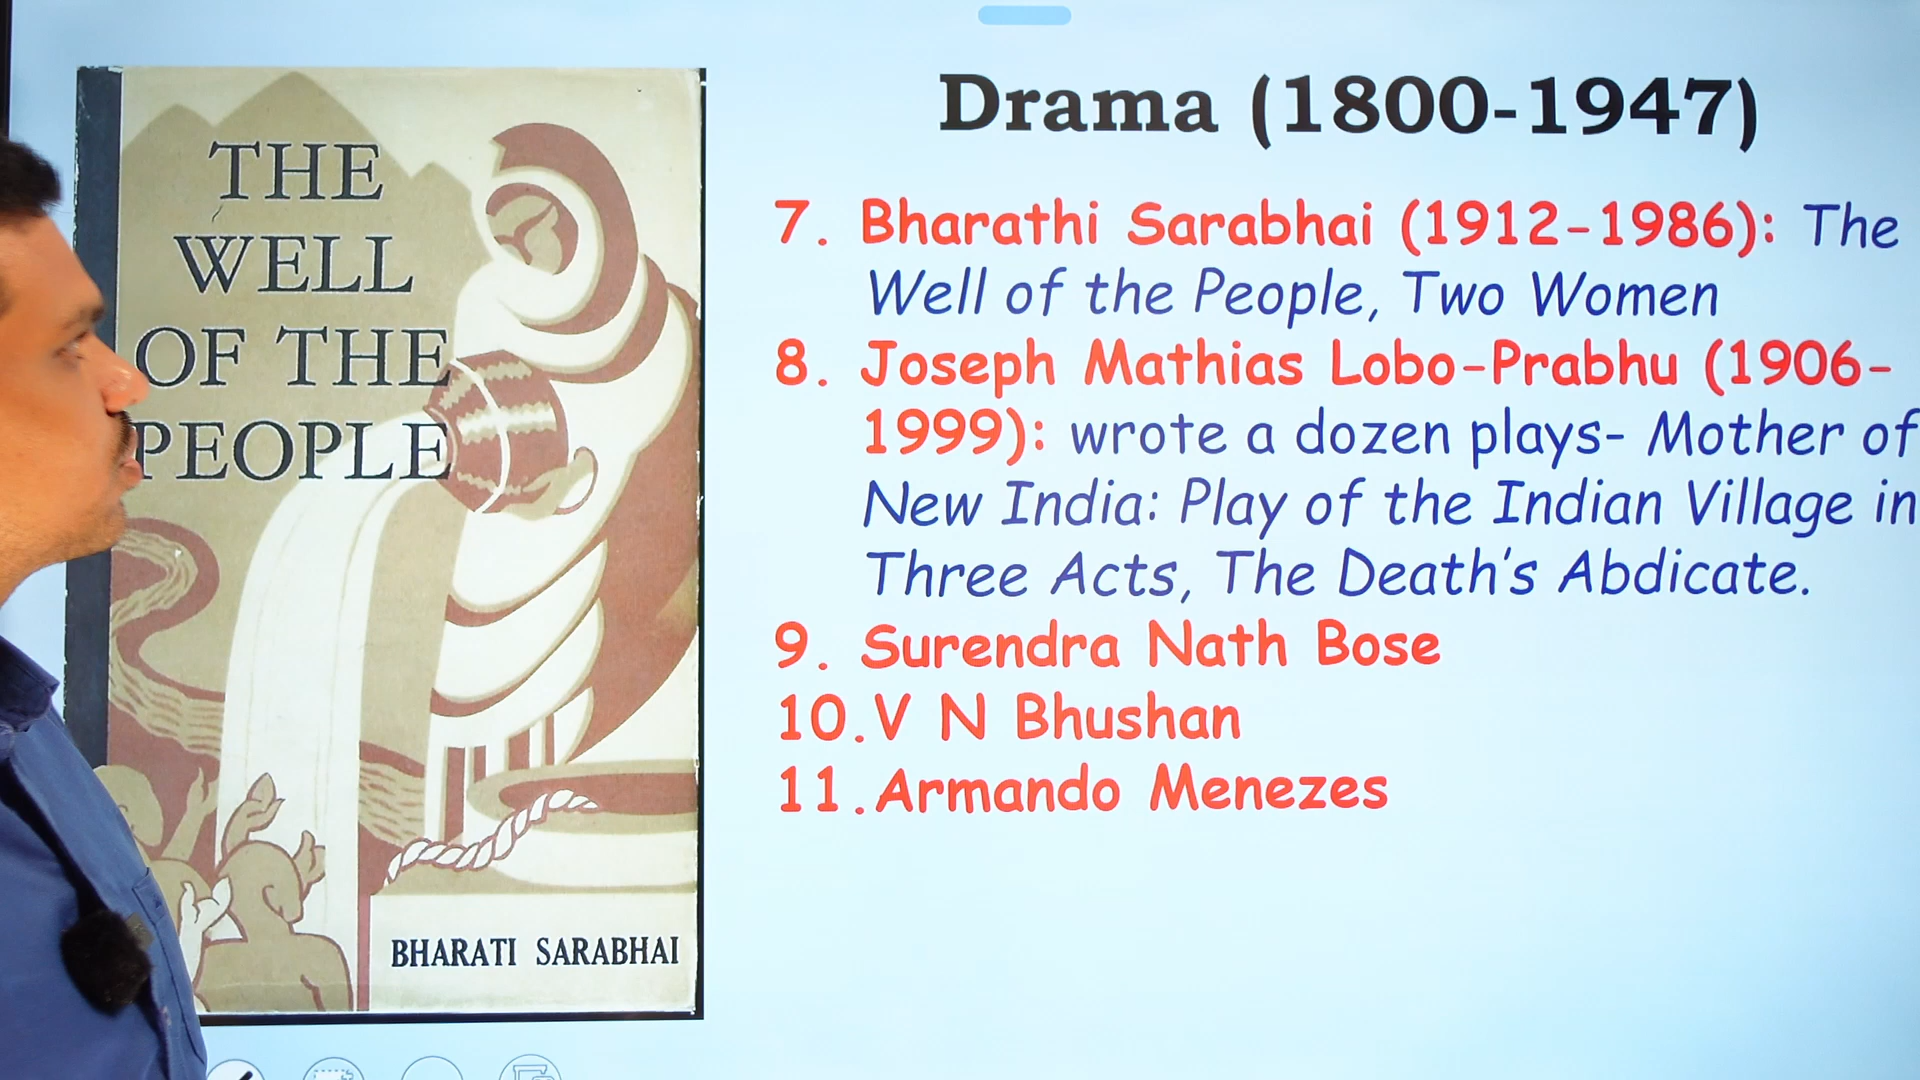 THE
WELL
OF THE
PEOPLE
BHARATI SARABHAI
Drama (1800-1947)
7. Bharathi Sarabhai (1912-1986): The
Well of the People, Two Women
8. Joseph Mathias Lobo-Prabhu (1906-
1999): wrote a dozen plays- Mother of
New India: Play of the Indian Village in
Three Acts, The Death's Abdicate.
9. Surendra Nath Bose
10. V N Bhushan
11. Armando Menezes